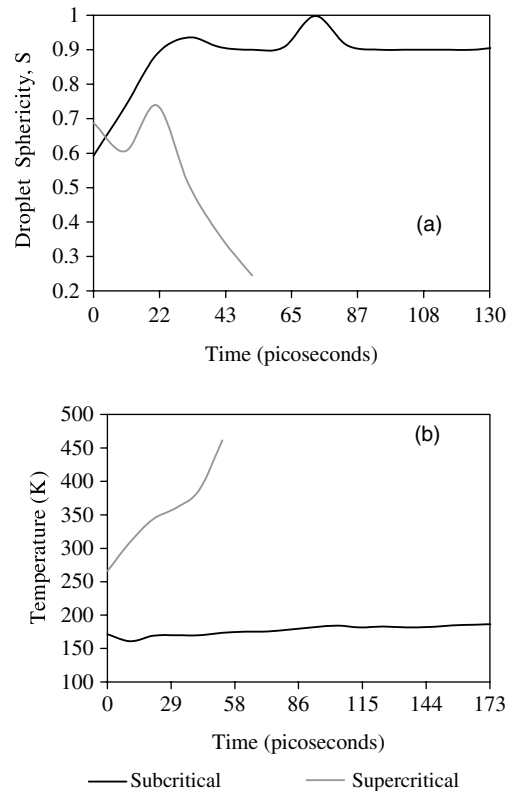 1
0.9
0.8
0.7
0.6
0.5
0.4
0.3
0.2
Droplet Sphericity, S
(a)
0 22 43 65 87 108 130
Time (picoseconds)
500
450
400
350
300
250
200
150
100
Temperature (K)
(b)
0 29 58 86 115 144 173
Time (picoseconds)
Subcritical Supercritical